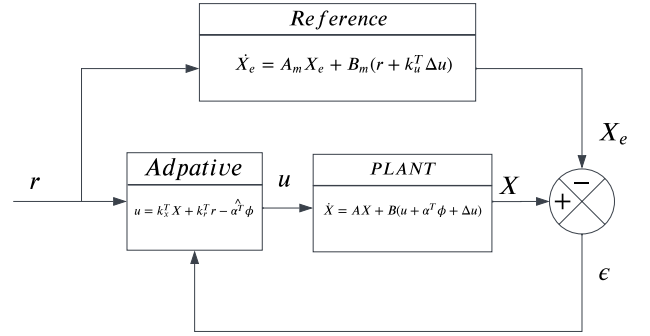 Reference
Ẋₑ = AₘXₑ + Bₘ(r + kᵤᵀΔu)
Xₑ
r
Adpative
u = kₓᵀX + kᵣᵀr − α̂ᵀϕ
u
PLANT
Ẋ = AX + B(u + αᵀϕ + Δu)
X
−
+
ϵ